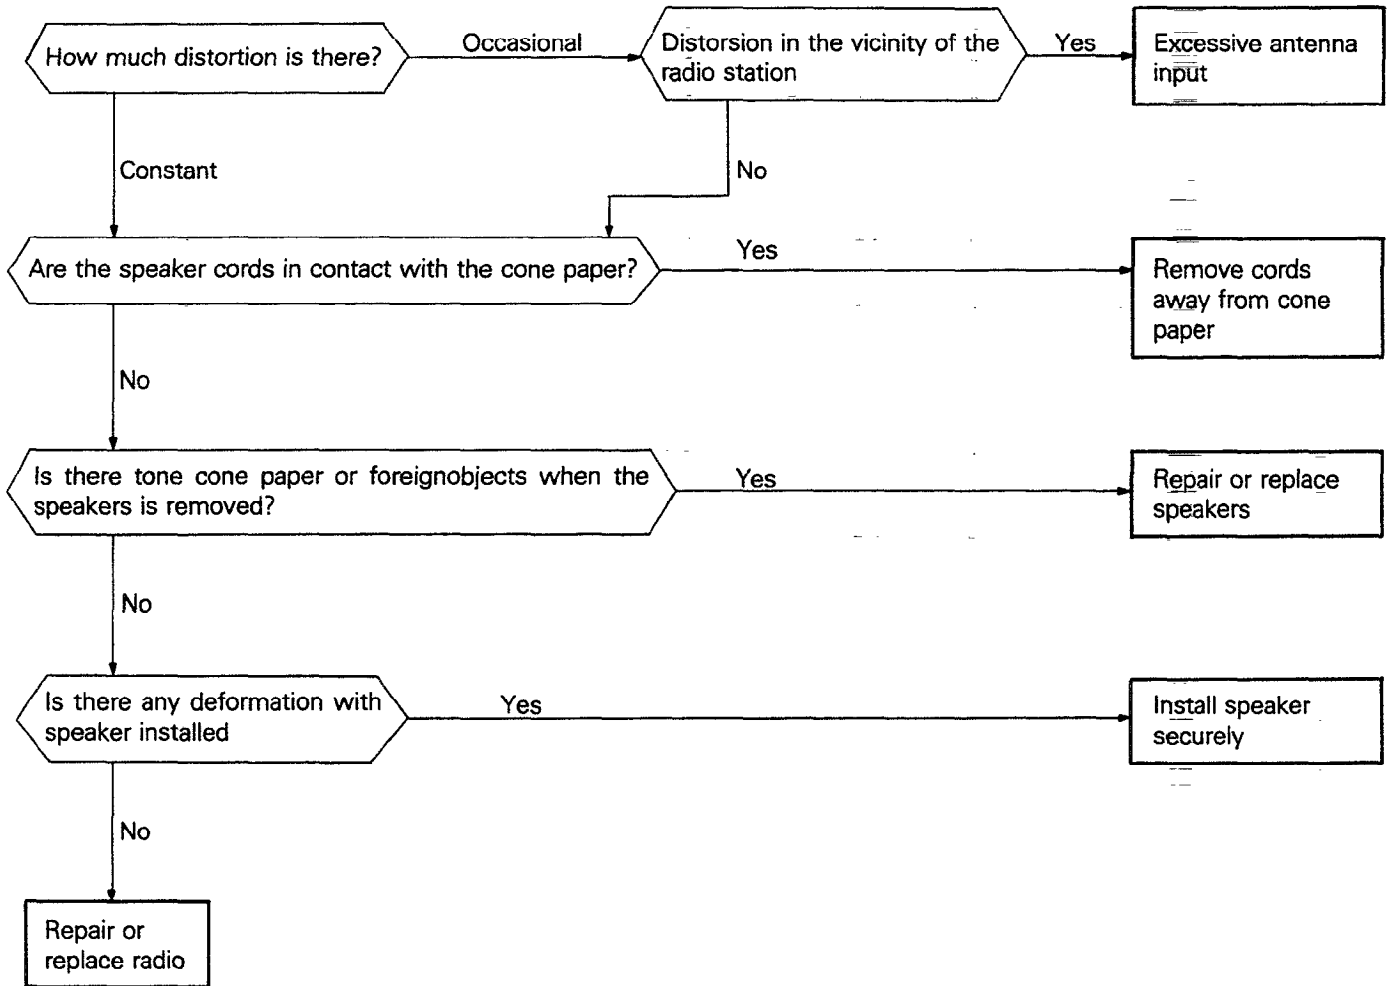 How much distortion is there?
Occasional
Distorsion in the vicinity of the
radio station
Yes
Excessive antenna
input
Constant
No
Are the speaker cords in contact with the cone paper?
Yes
Remove cords
away from cone
paper
No
Is there tone cone paper or foreignobjects when the
speakers is removed?
Yes
Repair or replace
speakers
No
Is there any deformation with
speaker installed
Yes
Install speaker
securely
No
Repair or
replace radio